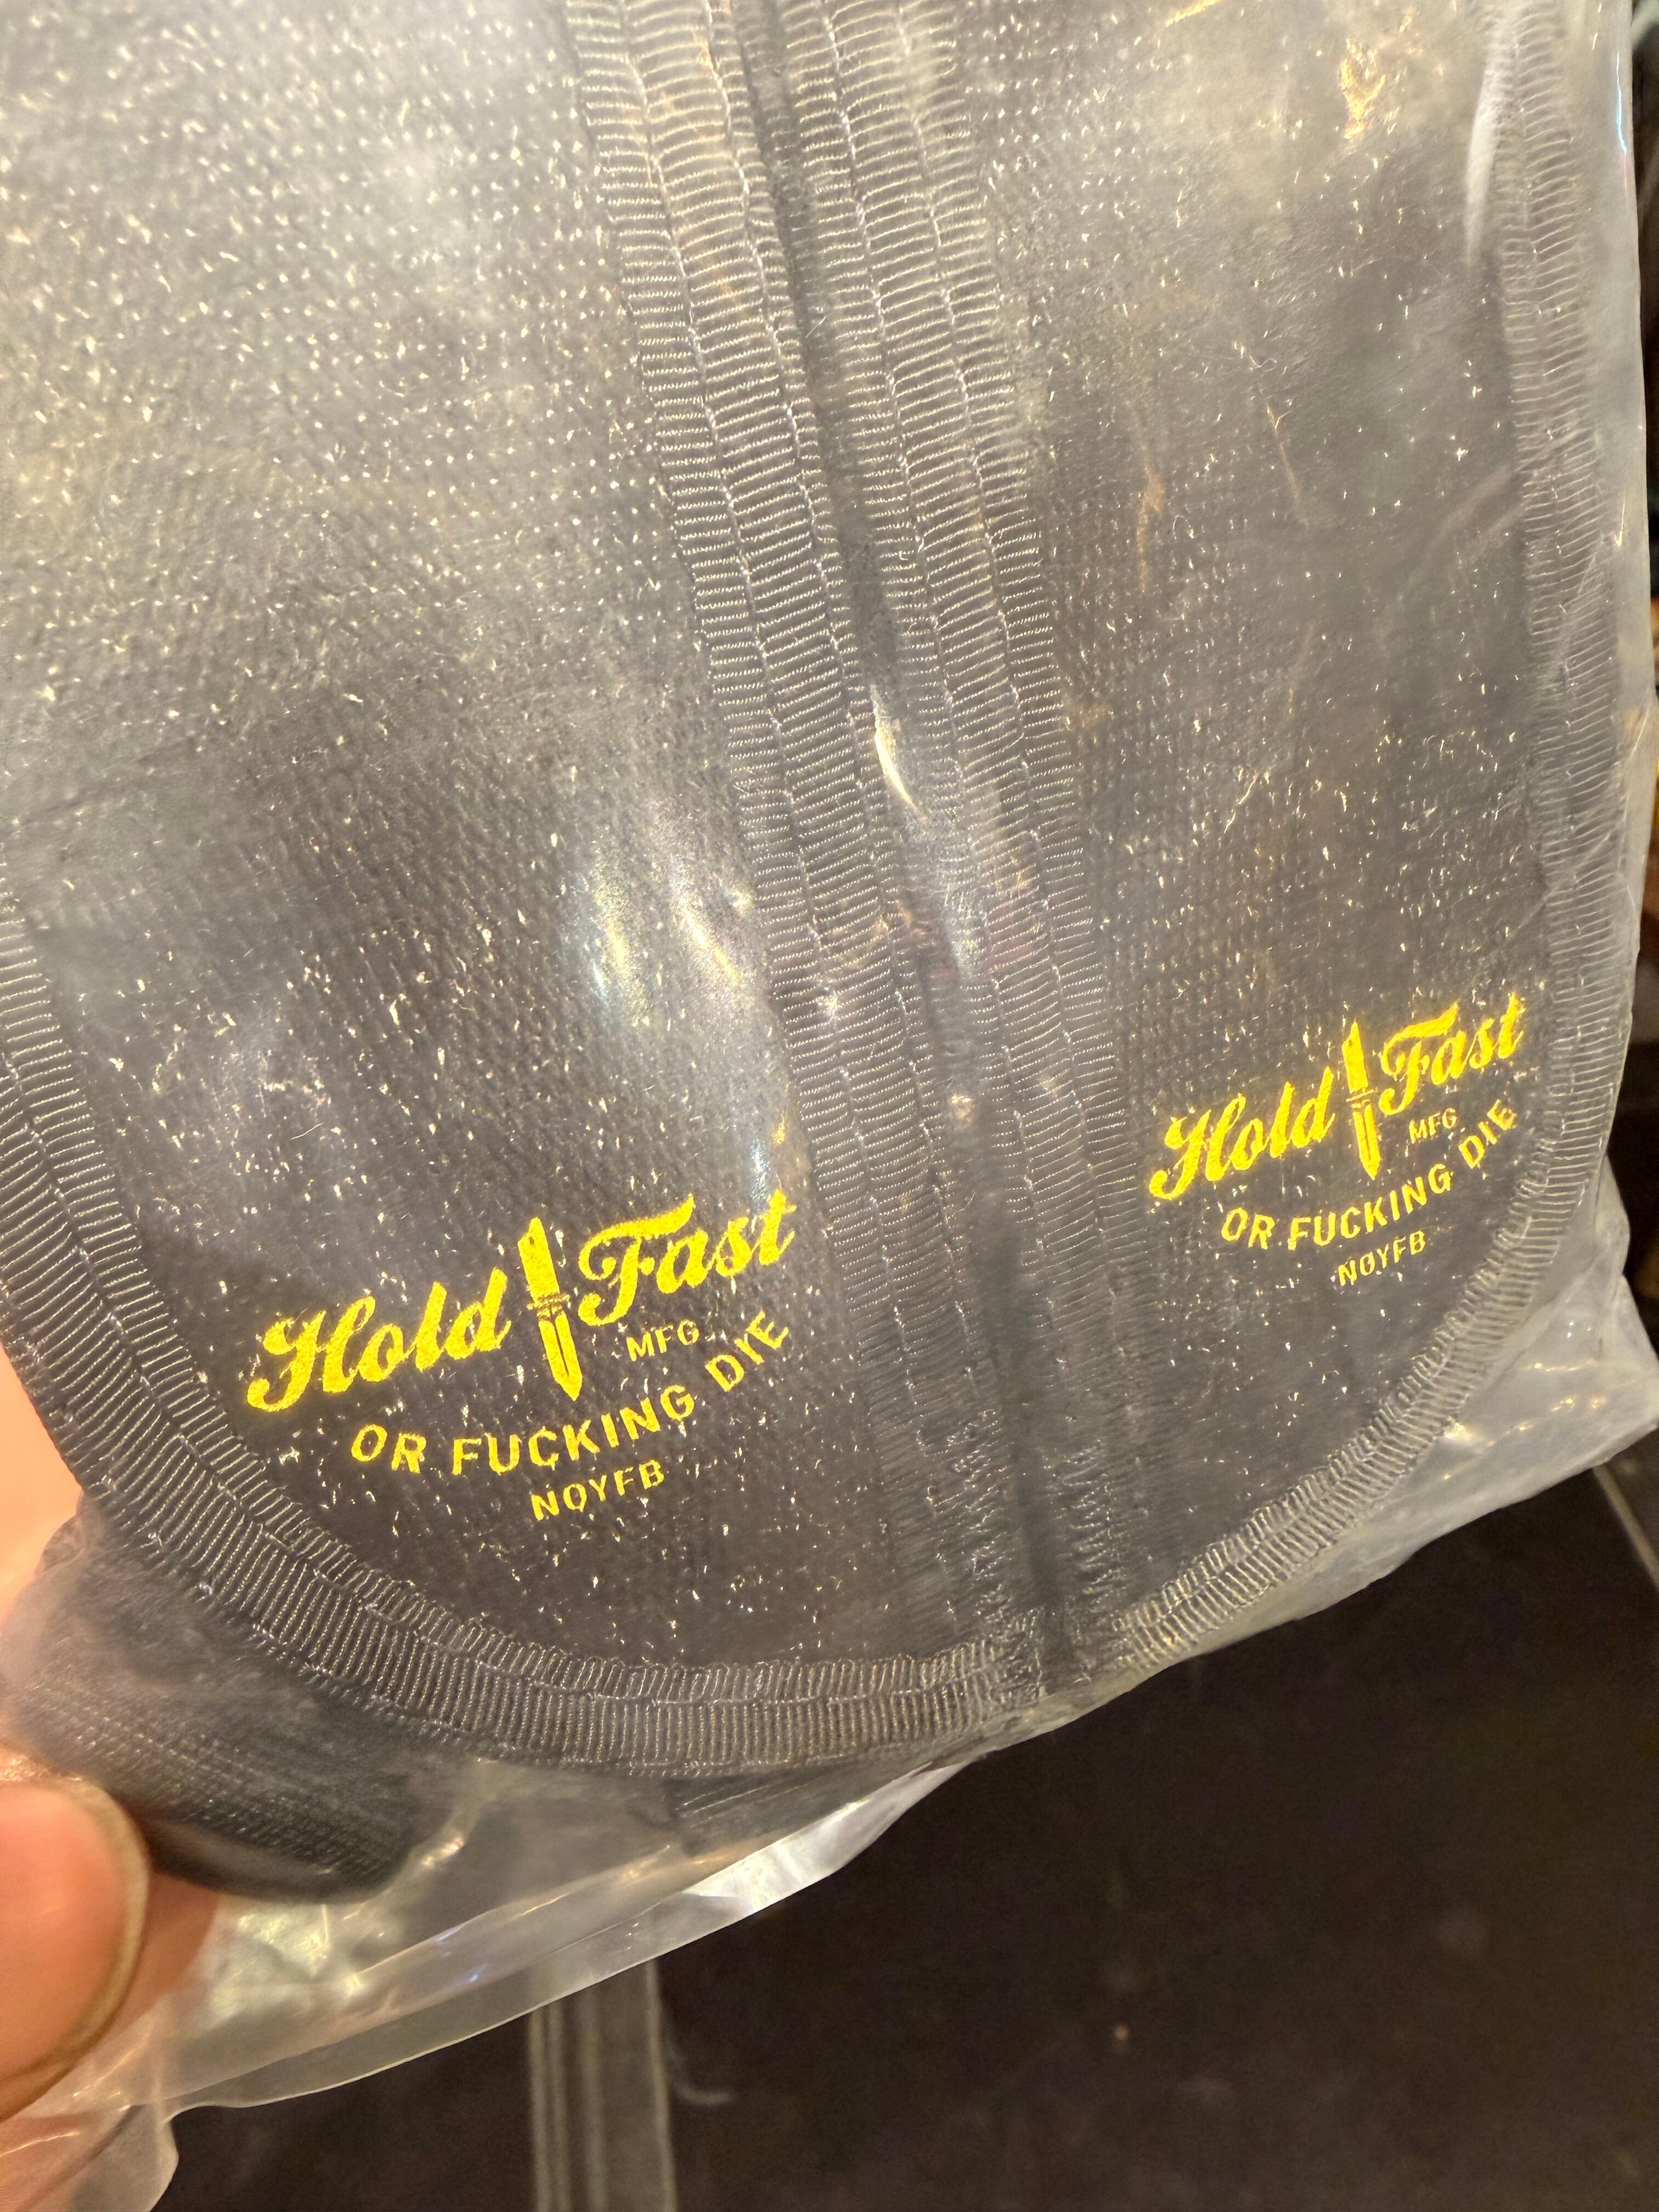 Hold Fast
MFG
OR FUCKING DIE
NOYFB
Hold Fast
MFG
OR FUCKING DIE
NOYFB